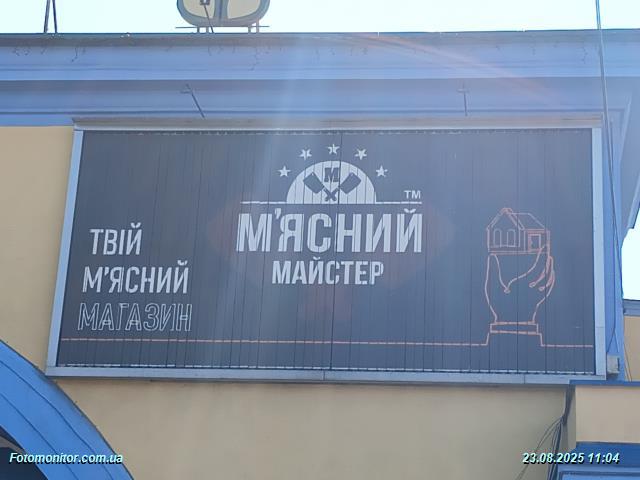 М
TM
М'ЯСНИЙ
МАЙСТЕР
ТВІЙ
М'ЯСНИЙ
МАГАЗИН
Fotomonitor.com.ua
23.08.2025 11:04